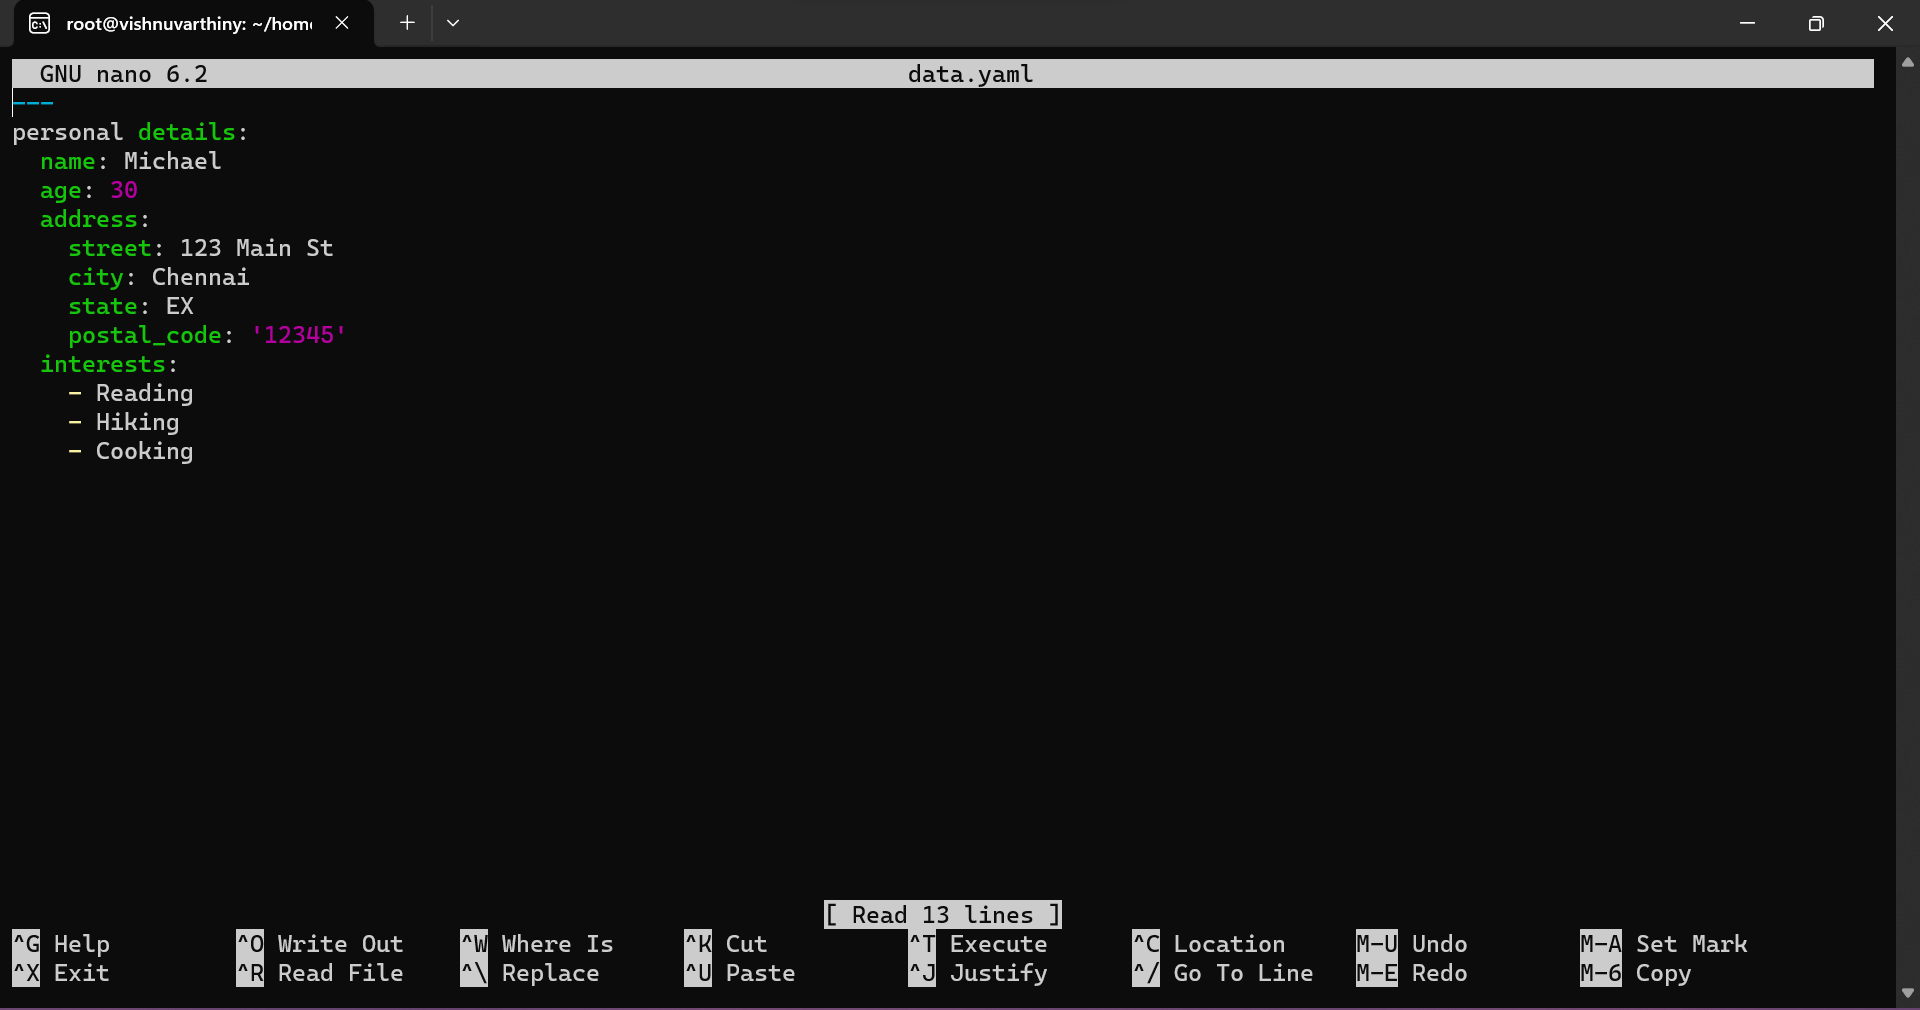 root@vishnuvarthiny: ~/hom
GNU nano 6.2 data.yaml
---
personal details:
  name: Michael
  age: 30
  address:
    street: 123 Main St
    city: Chennai
    state: EX
    postal_code: '12345'
  interests:
    - Reading
    - Hiking
    - Cooking
[ Read 13 lines ]
^G Help ^O Write Out ^W Where Is ^K Cut ^T Execute ^C Location M-U Undo M-A Set Mark
^X Exit ^R Read File ^\ Replace ^U Paste ^J Justify ^/ Go To Line M-E Redo M-6 Copy